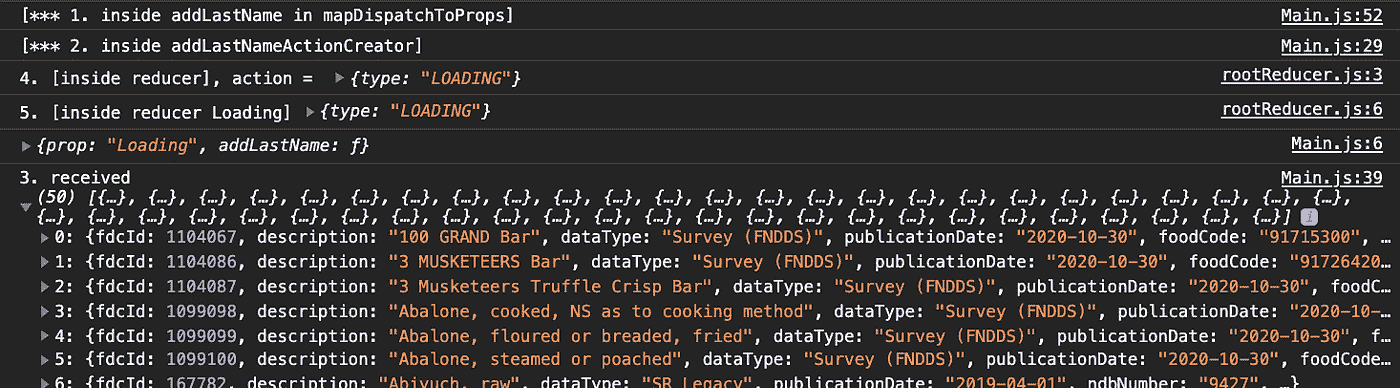 [*** 1. inside addLastName in mapDispatchToProps] Main.js:52
[*** 2. inside addLastNameActionCreator] Main.js:29
4. [inside reducer], action = ▶{type: "LOADING"} rootReducer.js:3
5. [inside reducer Loading] ▶{type: "LOADING"} rootReducer.js:6
▶{prop: "Loading", addLastName: ƒ} Main.js:6
3. received Main.js:39
(50) [{…}, {…}, {…}, {…}, {…}, {…}, {…}, {…}, {…}, {…}, {…}, {…}, {…}, {…}, {…}, {…}, {…}, {…}, {…}, {…}, {…}, {…}, {…}, {…}, {…},
▼{…}, {…}, {…}, {…}, {…}, {…}, {…}, {…}, {…}, {…}, {…}, {…}, {…}, {…}, {…}, {…}, {…}, {…}, {…}, {…}, {…}, {…}, {…}, {…}, {…}] i
▶0: {fdcId: 1104067, description: "100 GRAND Bar", dataType: "Survey (FNDDS)", publicationDate: "2020-10-30", foodCode: "91715300", …
▶1: {fdcId: 1104086, description: "3 MUSKETEERS Bar", dataType: "Survey (FNDDS)", publicationDate: "2020-10-30", foodCode: "91726420…
▶2: {fdcId: 1104087, description: "3 Musketeers Truffle Crisp Bar", dataType: "Survey (FNDDS)", publicationDate: "2020-10-30", foodC…
▶3: {fdcId: 1099098, description: "Abalone, cooked, NS as to cooking method", dataType: "Survey (FNDDS)", publicationDate: "2020-10-…
▶4: {fdcId: 1099099, description: "Abalone, floured or breaded, fried", dataType: "Survey (FNDDS)", publicationDate: "2020-10-30", f…
▶5: {fdcId: 1099100, description: "Abalone, steamed or poached", dataType: "Survey (FNDDS)", publicationDate: "2020-10-30", foodCode…
▶6: {fdcId: 167782, description: "Abiyuch, raw", dataType: "SR Legacy", publicationDate: "2019-04-01", ndbNumber: "9427", …}